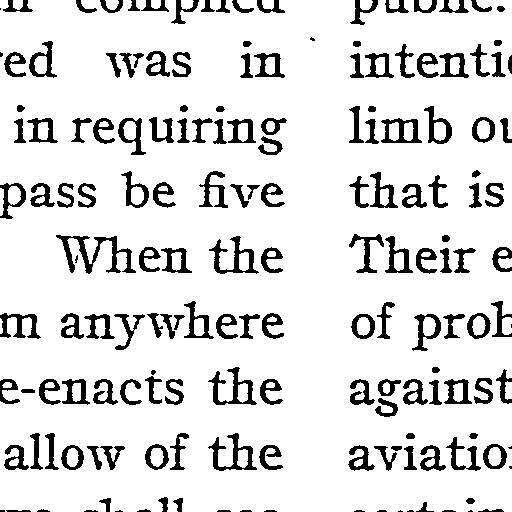 was in
in requiring
pass be five
When the
anywhere
e-enacts the
allow of the
public.
intenti
limb ou
that is
Their e
of prob
against
aviatio